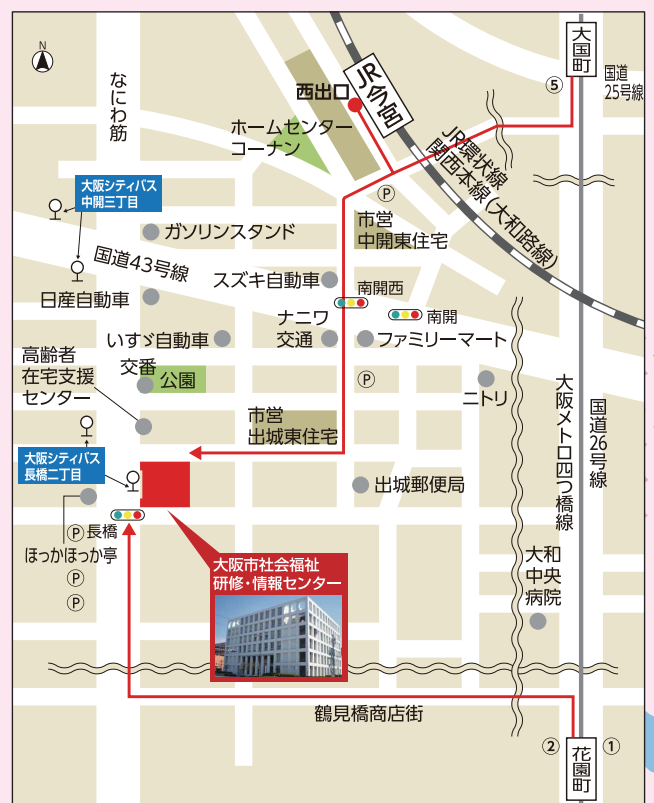 N
なにわ筋
大国町
⑤
国道
25号線
JR今宮
西出口
ホームセンター
コーナン
JR環状線
関西本線(大和路線)
大阪シティバス
中開三丁目
Ⓟ
市営
中開東住宅
ガソリンスタンド
国道43号線
スズキ自動車
日産自動車
南開西
南開
ナニワ
交通
ファミリーマート
いすゞ自動車
高齢者
在宅支援
センター
交番
公園
Ⓟ
ニトリ
市営
出城東住宅
大阪メトロ四つ橋線
国道26号線
大阪シティバス
長橋二丁目
出城郵便局
長橋
Ⓟ
ほっかほっか亭
Ⓟ
Ⓟ
大阪市社会福祉
研修・情報センター
大和
中央
病院
鶴見橋商店街
②
①
花園町